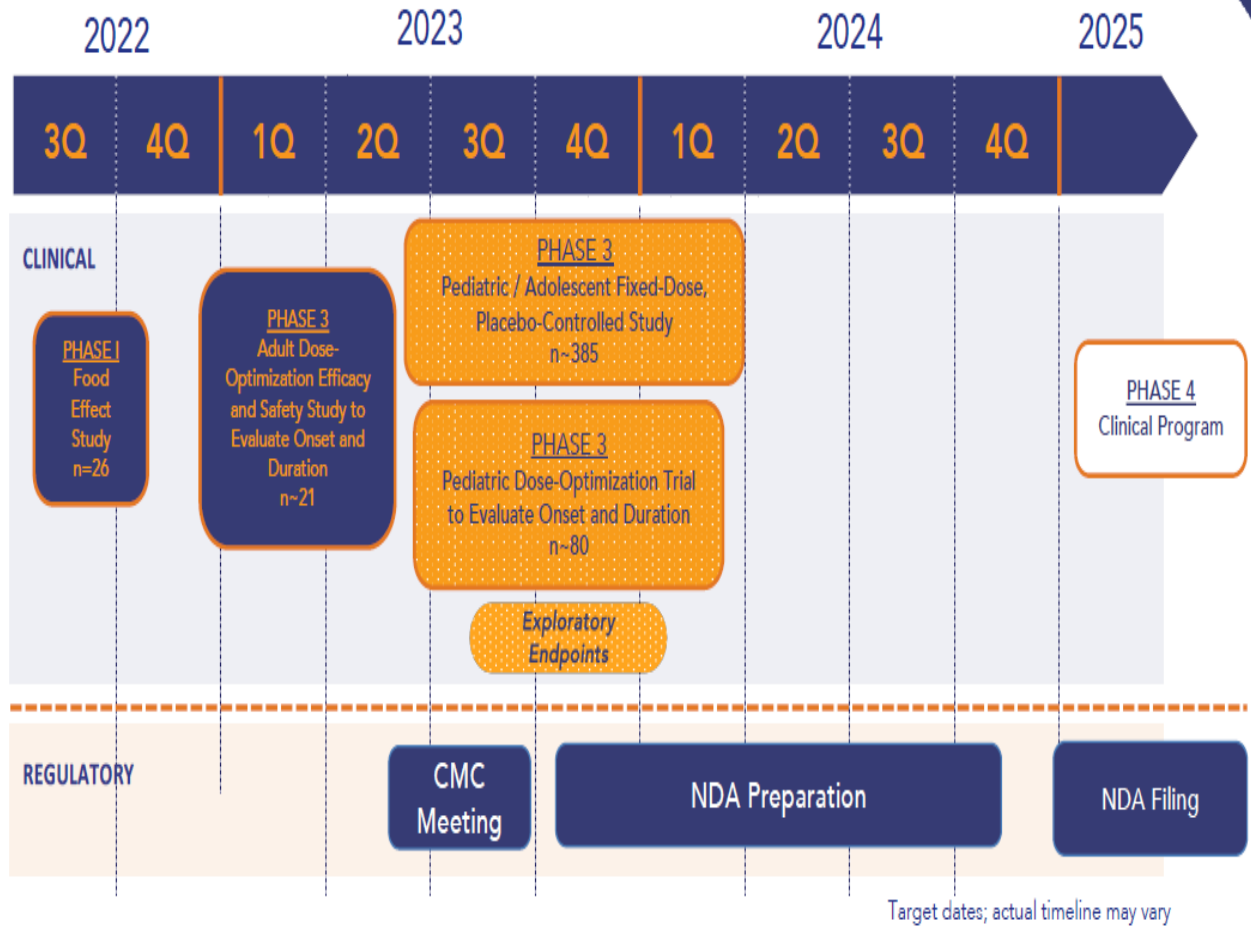 2022
2023
2024
2025
3Q
4Q
1Q
2Q
3Q
4Q
1Q
2Q
3Q
4Q
CLINICAL
PHASE I
Food
Effect
Study
n=26
PHASE 3
Adult Dose-
Optimization Efficacy
and Safety Study to
Evaluate Onset and
Duration
n~21
PHASE 3
Pediatric / Adolescent Fixed-Dose,
Placebo-Controlled Study
n~385
PHASE 3
Pediatric Dose-Optimization Trial
to Evaluate Onset and Duration
n~80
Exploratory
Endpoints
PHASE 4
Clinical Program
REGULATORY
CMC
Meeting
NDA Preparation
NDA Filing
Target dates; actual timeline may vary